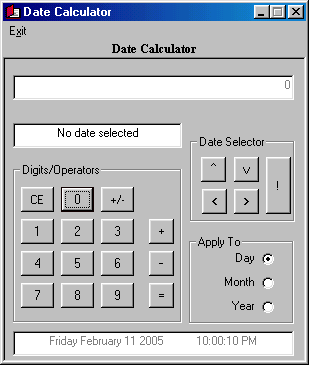 Date Calculator
Exit
Date Calculator
0
No date selected
Date Selector
^ v !
< >
Digits/Operators
CE 0 +/-
1 2 3 +
4 5 6 -
7 8 9 =
Apply To
Day
Month
Year
Friday February 11 2005 10:00:10 PM